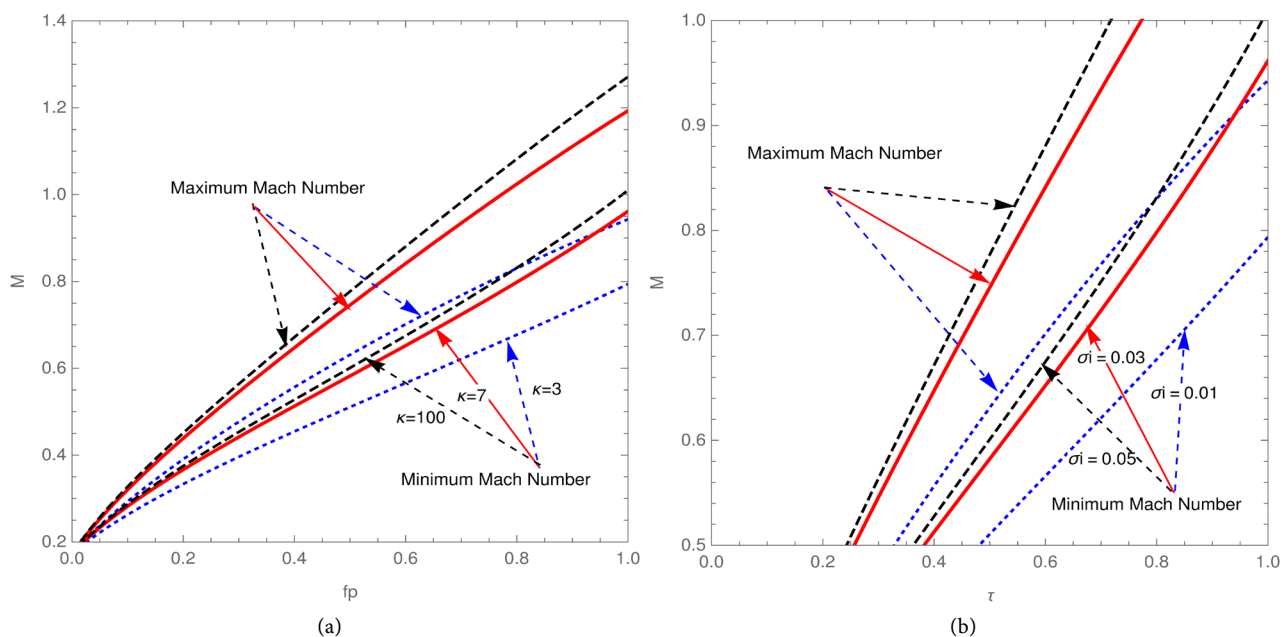 1.4
1.2
1.0
0.8
0.6
0.4
0.2
M
Maximum Mach Number
κ=3
κ=7
κ=100
Minimum Mach Number
0.0
0.2
0.4
0.6
0.8
1.0
fp
(a)
1.0
0.9
0.8
0.7
0.6
0.5
M
Maximum Mach Number
σi = 0.03
σi = 0.01
σi = 0.05
Minimum Mach Number
0.0
0.2
0.4
0.6
0.8
1.0
τ
(b)